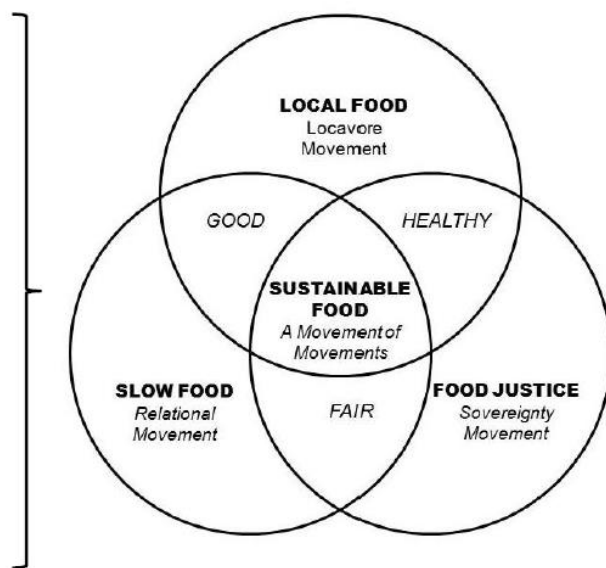 LOCAL FOOD
Locavore
Movement
GOOD
HEALTHY
SUSTAINABLE
FOOD
A Movement of
Movements
SLOW FOOD
Relational
Movement
FAIR
FOOD JUSTICE
Sovereignty
Movement